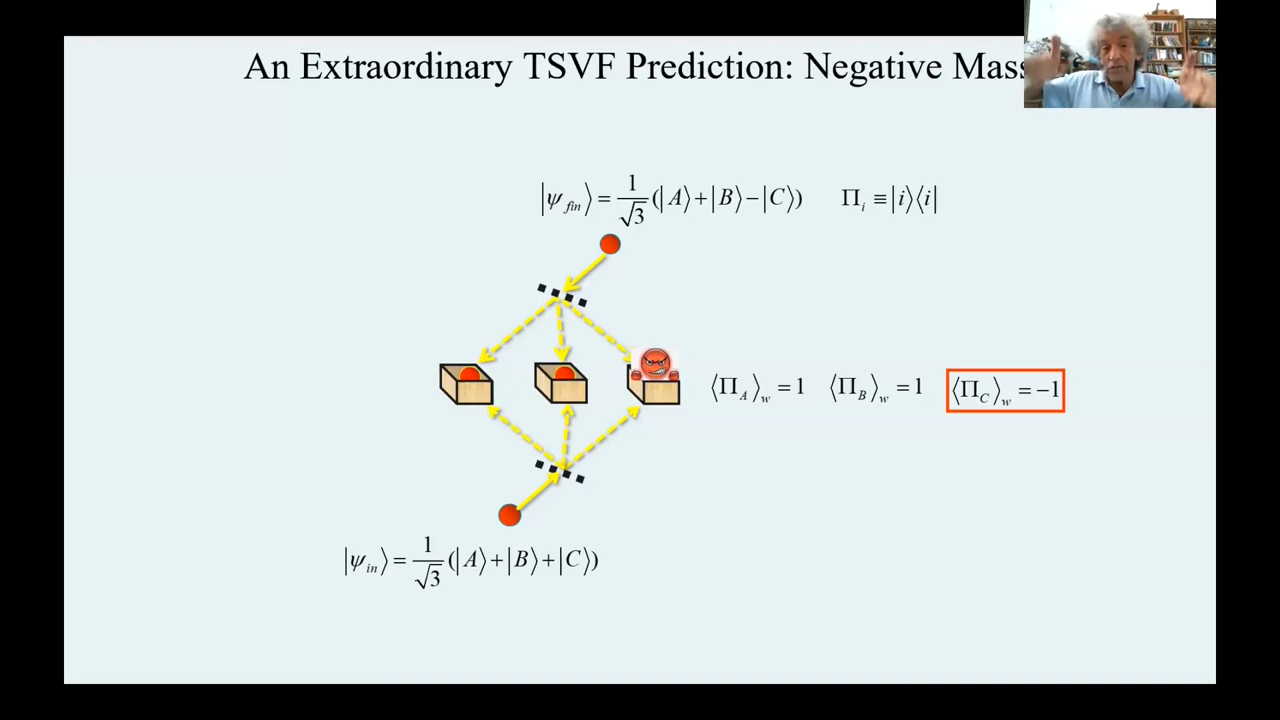 An Extraordinary TSVF Prediction: Negative Mass
|ψ_fin⟩ = 1/√3 (|A⟩+|B⟩−|C⟩) Π_i ≡ |i⟩⟨i|
⟨Π_A⟩_w = 1 ⟨Π_B⟩_w = 1 ⟨Π_C⟩_w = −1
|ψ_in⟩ = 1/√3 (|A⟩+|B⟩+|C⟩)